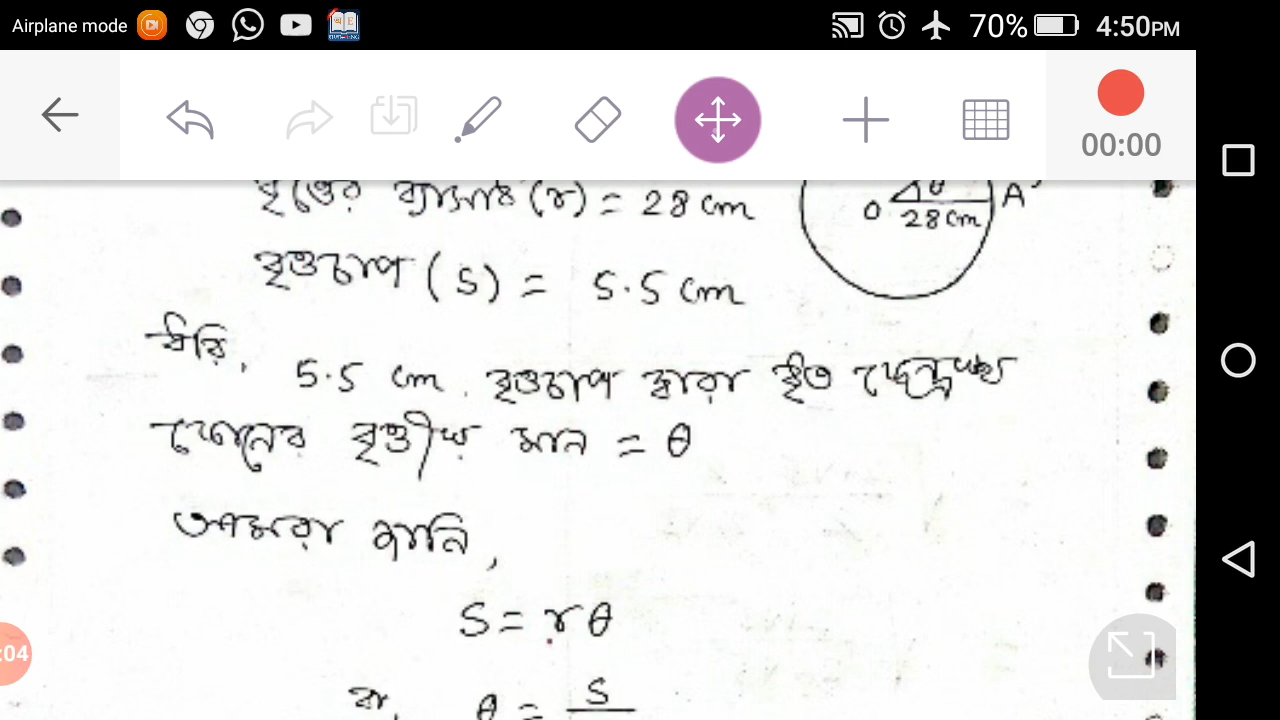 Airplane mode 70% 4:50PM
00:00
বৃত্তের ব্যাসার্ধ (r) = 28 cm
O θ A
28 cm
বৃত্তচাপ (S) = 5.5 cm
ধরি,
5.5 cm. বৃত্তচাপ দ্বারা ধৃত কেন্দ্রস্থ
কোনের বৃত্তীয় মান = θ
আমরা জানি,
S = rθ
:04
বা, θ = S